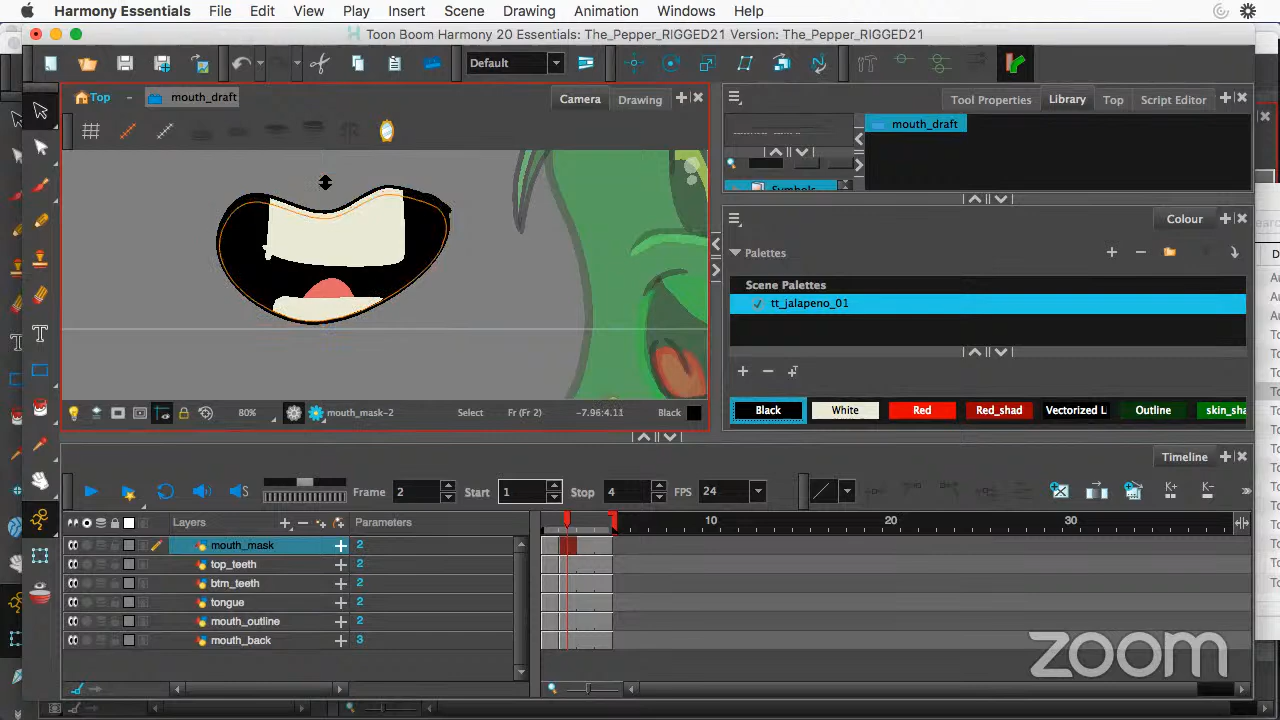 Harmony Essentials File Edit View Play Insert Scene Drawing Animation Windows Help
Toon Boom Harmony 20 Essentials: The_Pepper_RIGGED21 Version: The_Pepper_RIGGED21
Default
Top - mouth_draft
Camera Drawing
Tool Properties Library Top Script Editor
mouth_draft
Symbols
Colour
Palettes
Scene Palettes
tt_jalapeno_01
80% mouth_mask-2 Select Fr (Fr 2) -7.96:4.11 Black
Black White Red Red_shad Vectorized L Outline skin_sha
Timeline
Frame 2 Start 1 Stop 4 FPS 24
Layers Parameters
10 20 30
mouth_mask 2
top_teeth 2
btm_teeth 2
tongue 2
mouth_outline 2
mouth_back 3
zoom